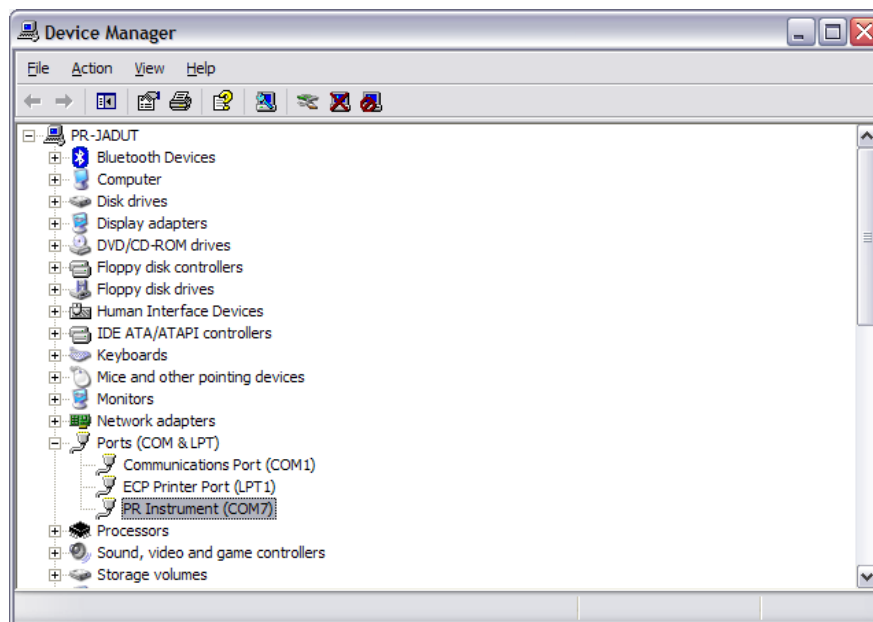 Device Manager
File Action View Help
PR-JADUT
Bluetooth Devices
Computer
Disk drives
Display adapters
DVD/CD-ROM drives
Floppy disk controllers
Floppy disk drives
Human Interface Devices
IDE ATA/ATAPI controllers
Keyboards
Mice and other pointing devices
Monitors
Network adapters
Ports (COM & LPT)
Communications Port (COM1)
ECP Printer Port (LPT1)
PR Instrument (COM7)
Processors
Sound, video and game controllers
Storage volumes